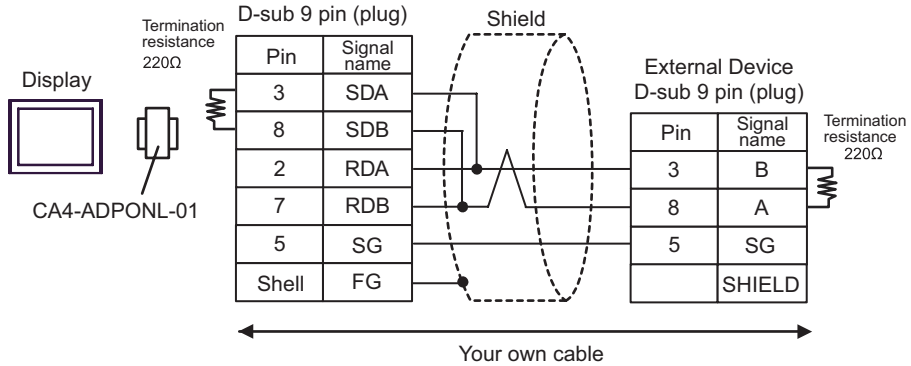 D-sub 9 pin (plug)
Shield
Termination
resistance
220Ω
Display
CA4-ADPONL-01
Pin Signal name
3 SDA
8 SDB
2 RDA
7 RDB
5 SG
Shell FG
External Device
D-sub 9 pin (plug)
Pin Signal name
3 B
8 A
5 SG
SHIELD
Termination
resistance
220Ω
Your own cable